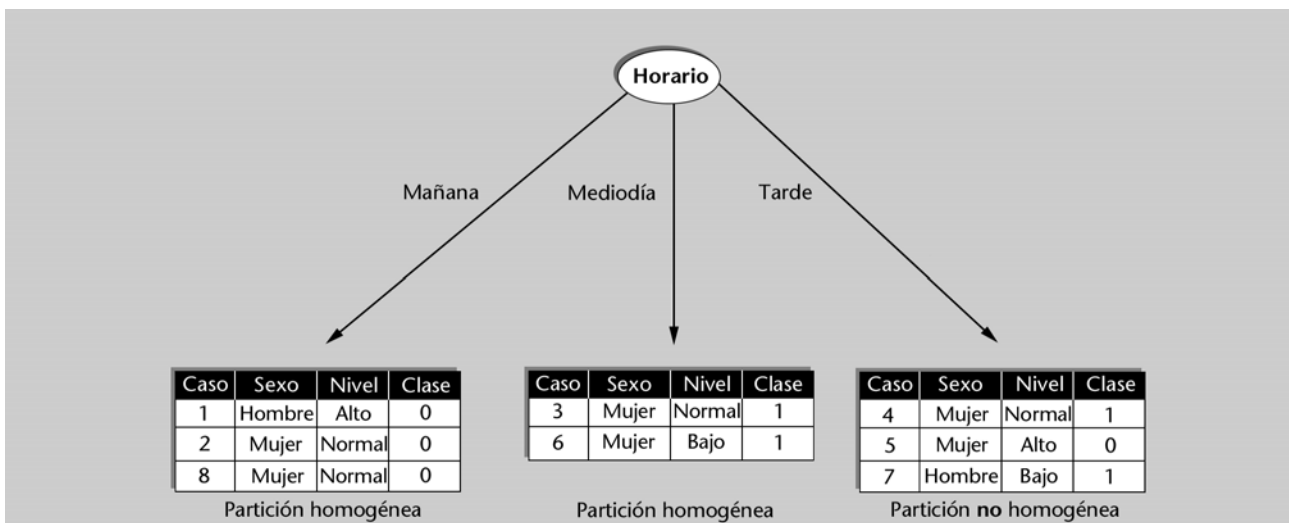 Horario
Mañana Mediodía Tarde
Caso Sexo Nivel Clase
1 Hombre Alto 0
2 Mujer Normal 0
8 Mujer Normal 0
Partición homogénea
Caso Sexo Nivel Clase
3 Mujer Normal 1
6 Mujer Bajo 1
Partición homogénea
Caso Sexo Nivel Clase
4 Mujer Normal 1
5 Mujer Alto 0
7 Hombre Bajo 1
Partición no homogénea